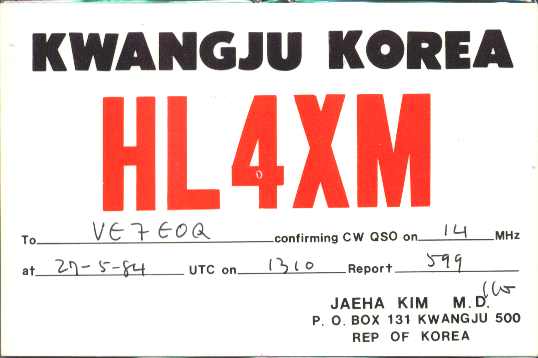 KWANGJU KOREA
HL4XM
To VE7EOQ confirming CW QSO on 14 MHz
at 27-5-84 UTC on 1310 Report 599
JAEHA KIM M.D.
P. O. BOX 131 KWANGJU 500
REP OF KOREA